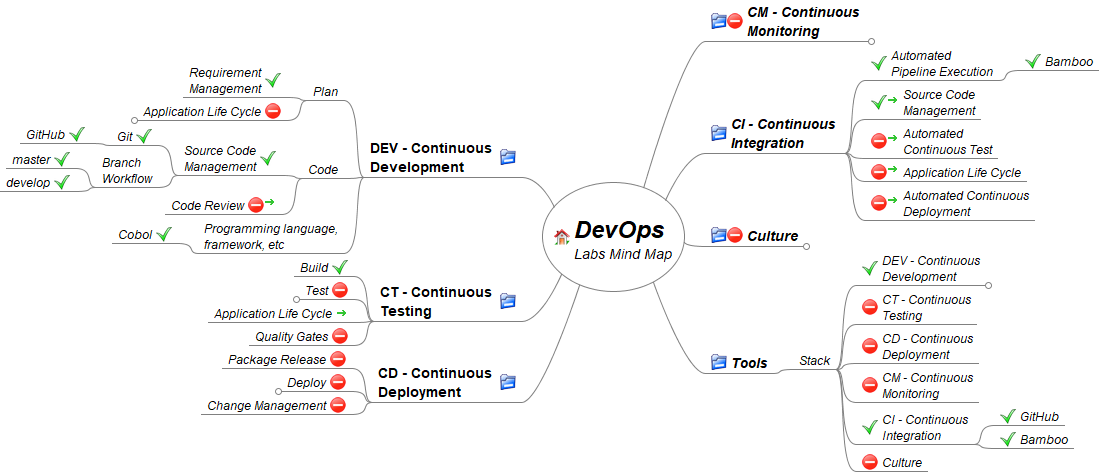 DevOps
Labs Mind Map
DEV - Continuous
Development
Plan
Requirement
Management
Application Life Cycle
Code
Source Code
Management
Git
GitHub
Branch
Workflow
master
develop
Code Review
Programming language,
framework, etc
Cobol
CT - Continuous
Testing
Build
Test
Application Life Cycle
Quality Gates
CD - Continuous
Deployment
Package Release
Deploy
Change Management
CM - Continuous
Monitoring
CI - Continuous
Integration
Automated
Pipeline Execution
Bamboo
Source Code
Management
Automated
Continuous Test
Application Life Cycle
Automated Continuous
Deployment
Culture
Tools
Stack
DEV - Continuous
Development
CT - Continuous
Testing
CD - Continuous
Deployment
CM - Continuous
Monitoring
CI - Continuous
Integration
GitHub
Bamboo
Culture